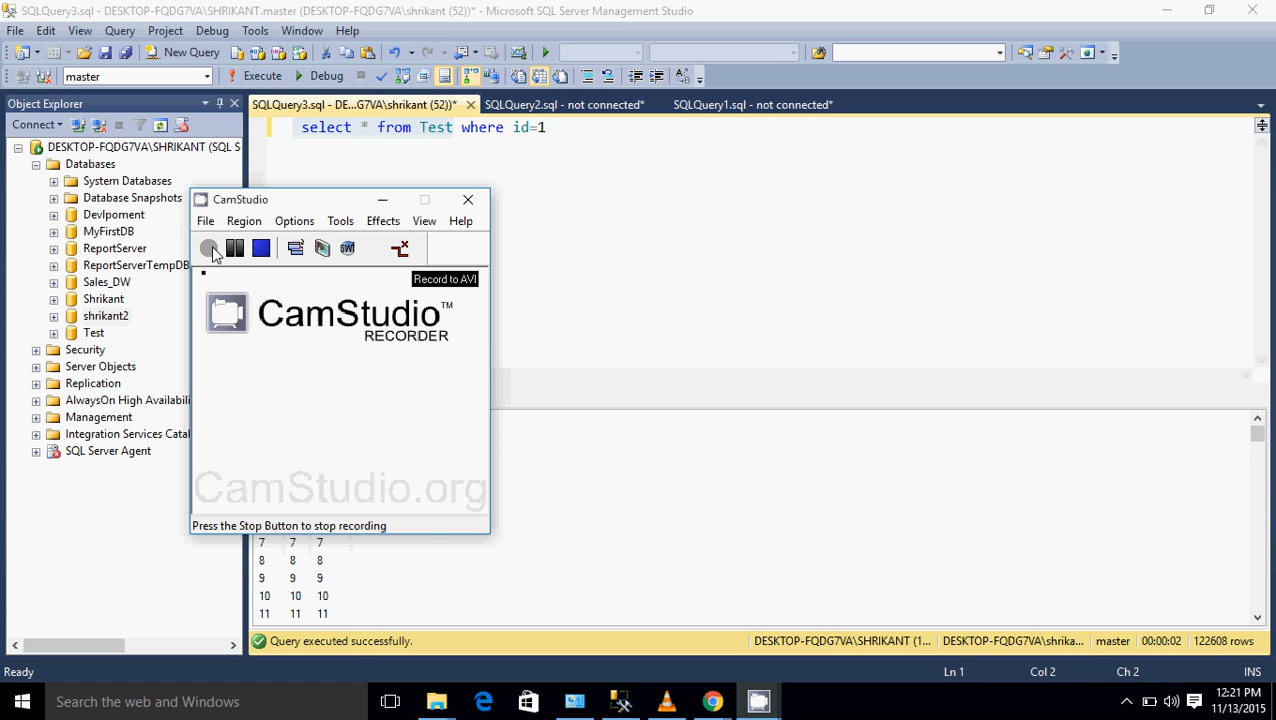 SQLQuery3.sql - DESKTOP-FQDG7VA\SHRIKANT.master (DESKTOP-FQDG7VA\shrikant (52))* - Microsoft SQL Server Management Studio
File Edit View Query Project Debug Tools Window Help
New Query
master Execute Debug
Object Explorer
SQLQuery3.sql - DE...G7VA\shrikant (52))* SQLQuery2.sql - not connected* SQLQuery1.sql - not connected*
Connect
select * from Test where id=1
DESKTOP-FQDG7VA\SHRIKANT (SQL S
Databases
System Databases
Database Snapshots
Devlpoment
MyFirstDB
ReportServer
ReportServerTempDB
Sales_DW
Shrikant
shrikant2
Test
Security
Server Objects
Replication
AlwaysOn High Availabili
Management
Integration Services Catal
SQL Server Agent
CamStudio
File Region Options Tools Effects View Help
SWF
Record to AVI
CamStudio™
RECORDER
CamStudio.org
Press the Stop Button to stop recording
7 7 7
8 8 8
9 9 9
10 10 10
11 11 11
Query executed successfully. DESKTOP-FQDG7VA\SHRIKANT (1... DESKTOP-FQDG7VA\shrika... master 00:00:02 122608 rows
Ready Ln 1 Col 2 Ch 2 INS
Search the web and Windows
12:21 PM
11/13/2015